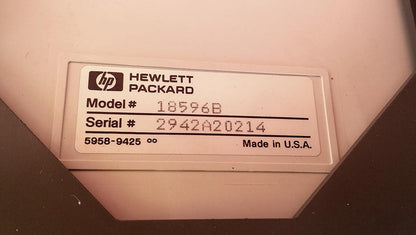 hp HEWLETT
PACKARD
Model # 18596B
Serial # 2942A20214
5958-9425 ∞ Made in U.S.A.